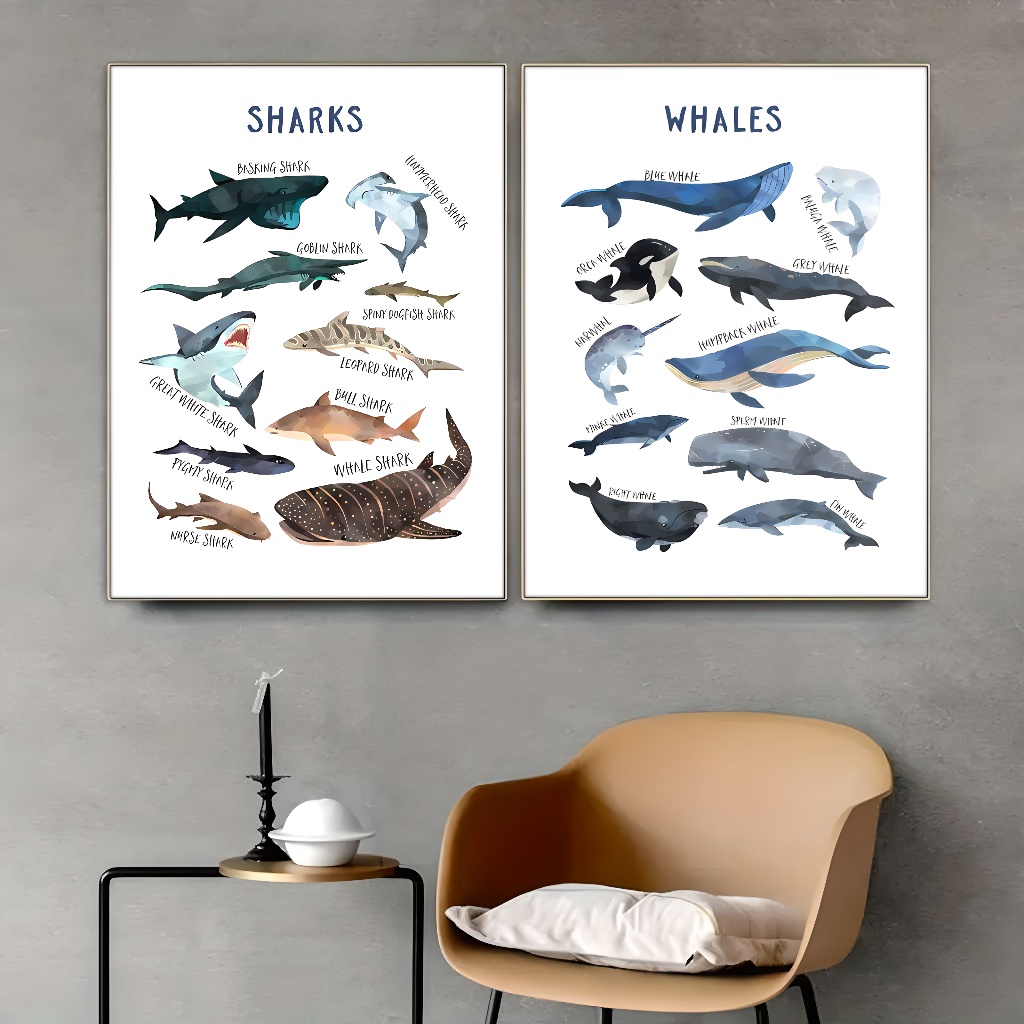 SHARKS
BASKING SHARK
HAMMERHEAD SHARK
GOBLIN SHARK
SPINY DOGFISH SHARK
LEOPARD SHARK
GREAT WHITE SHARK
BULL SHARK
PYGMY SHARK
WHALE SHARK
NURSE SHARK
WHALES
BLUE WHALE
BALUGA WHALE
ORCA WHALE
GREY WHALE
NARWHAL
HUMPBACK WHALE
MINKE WHALE
SPERM WHALE
RIGHT WHALE
FIN WHALE